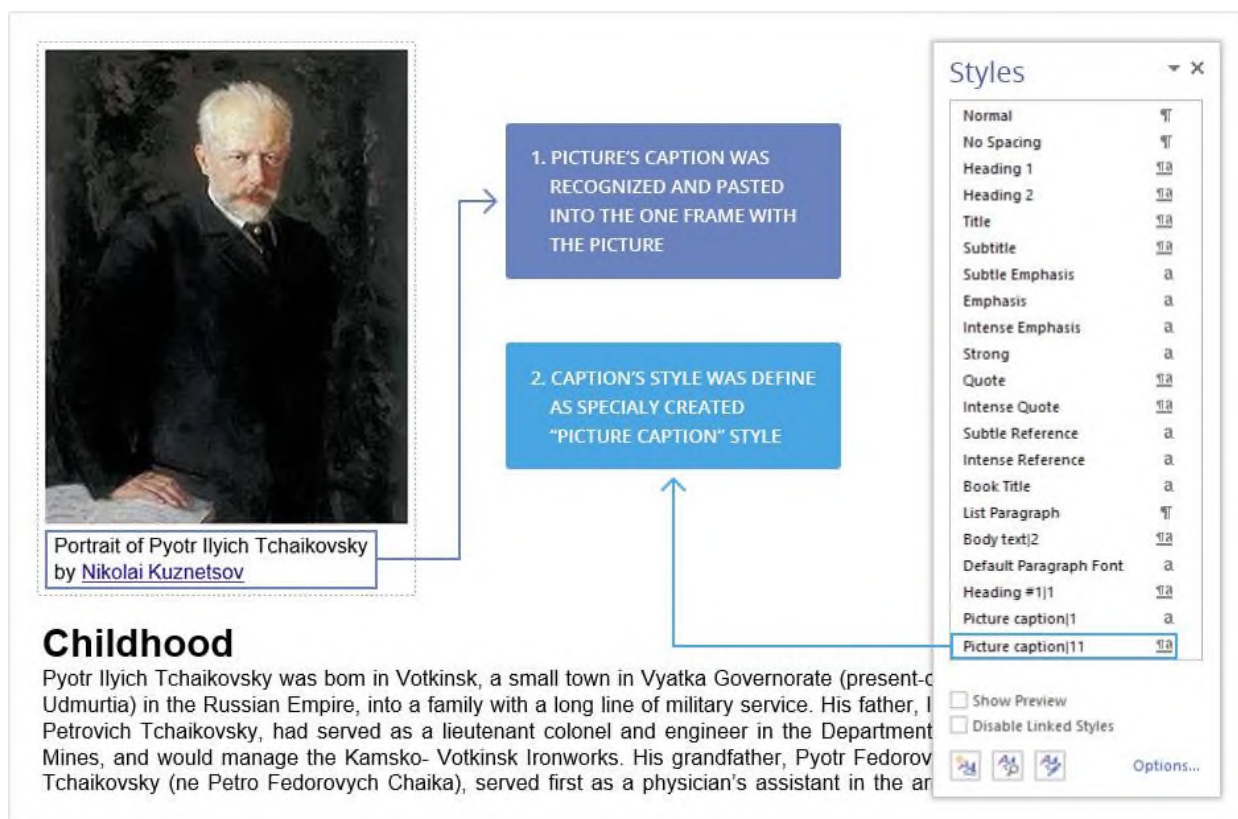 1. PICTURE'S CAPTION WAS
RECOGNIZED AND PASTED
INTO THE ONE FRAME WITH
THE PICTURE
2. CAPTION'S STYLE WAS DEFINE
AS SPECIALY CREATED
"PICTURE CAPTION" STYLE
Portrait of Pyotr Ilyich Tchaikovsky
by Nikolai Kuznetsov
Childhood
Pyotr Ilyich Tchaikovsky was bom in Votkinsk, a small town in Vyatka Governorate (present-
Udmurtia) in the Russian Empire, into a family with a long line of military service. His father,
Petrovich Tchaikovsky, had served as a lieutenant colonel and engineer in the Department
Mines, and would manage the Kamsko- Votkinsk Ironworks. His grandfather, Pyotr Fedorov
Tchaikovsky (ne Petro Fedorovych Chaika), served first as a physician's assistant in the
Styles
Normal ¶
No Spacing ¶
Heading 1 ¶a
Heading 2 ¶a
Title ¶a
Subtitle ¶a
Subtle Emphasis a
Emphasis a
Intense Emphasis a
Strong a
Quote ¶a
Intense Quote ¶a
Subtle Reference a
Intense Reference a
Book Title a
List Paragraph ¶
Body text|2 ¶a
Default Paragraph Font a
Heading #1|1 ¶a
Picture caption|1 a
Picture caption|11 ¶a
Show Preview
Disable Linked Styles
Options...